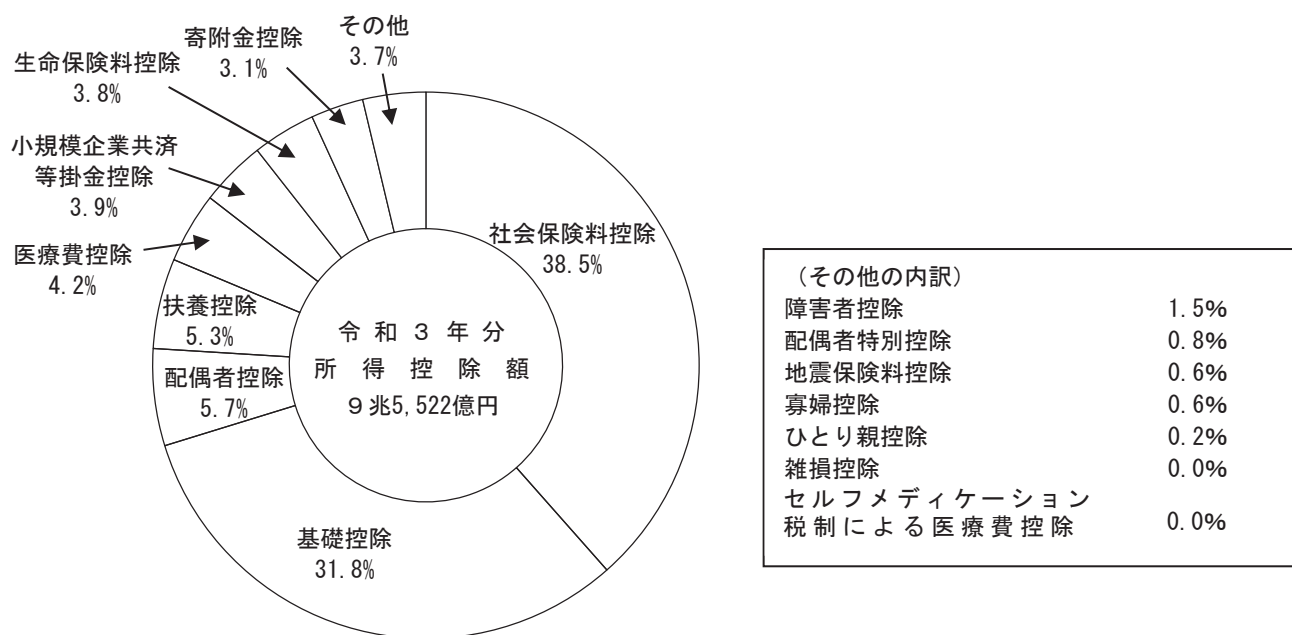 その他
3.7%
寄附金控除
3.1%
生命保険料控除
3.8%
小規模企業共済
等掛金控除
3.9%
医療費控除
4.2%
扶養控除
5.3%
配偶者控除
5.7%
基礎控除
31.8%
社会保険料控除
38.5%
令和３年分
所得控除額
９兆5,522億円
（その他の内訳）
障害者控除 1.5%
配偶者特別控除 0.8%
地震保険料控除 0.6%
寡婦控除 0.6%
ひとり親控除 0.2%
雑損控除 0.0%
セルフメディケーション
税制による医療費控除 0.0%